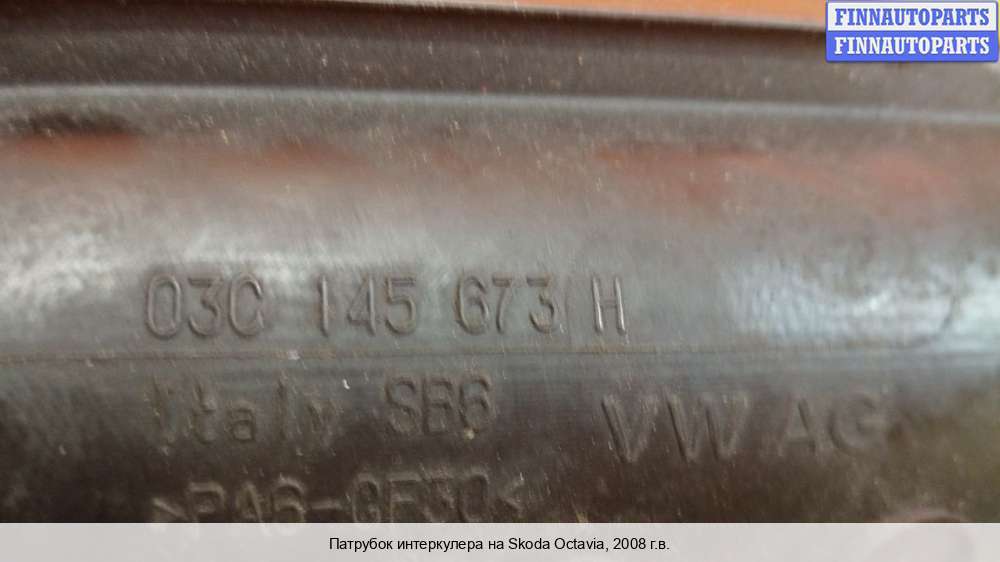 FINNAUTOPARTS
FINNAUTOPARTS
03C 145 673 H
Italy SB6 VW AG
>PA6-GF30<
Патрубок интеркулера на Skoda Octavia, 2008 г.в.